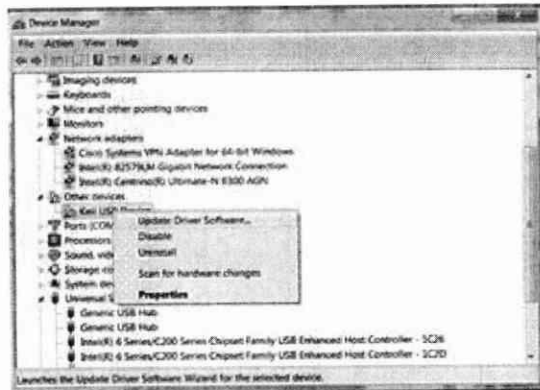 Device Manager
File Action View Help
Imaging devices
Keyboards
Mice and other pointing devices
Monitors
Network adapters
Cisco Systems VPN Adapter for 64-bit Windows
Intel(R) 82579LM Gigabit Network Connection
Intel(R) Centrino(R) Ultimate-N 6300 AGN
Other devices
Keil USB Device
Update Driver Software...
Ports (COM
Disable
Processors
Uninstall
Sound, vide
Storage co
Scan for hardware changes
System dev
Properties
Universal S
Generic USB Hub
Generic USB Hub
Intel(R) 6 Series/C200 Series Chipset Family USB Enhanced Host Controller - 1C26
Intel(R) 6 Series/C200 Series Chipset Family USB Enhanced Host Controller - 1C2D
Launches the Update Driver Software Wizard for the selected device.